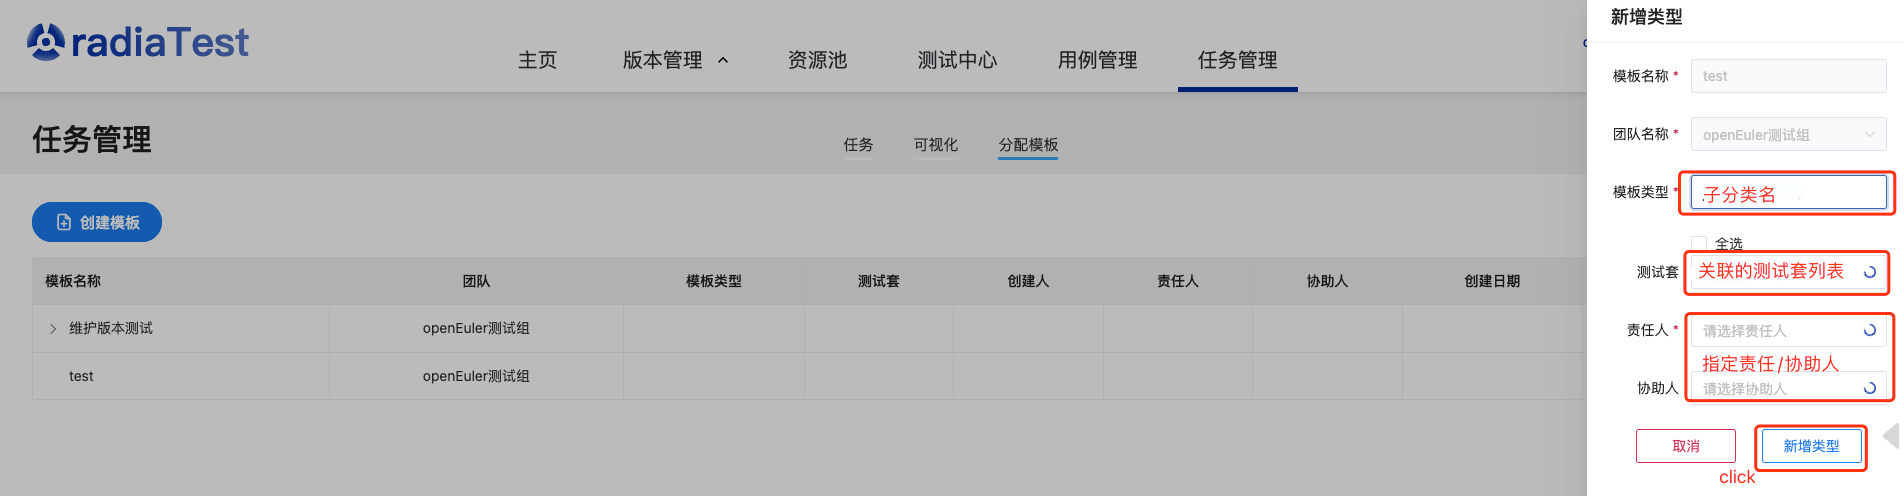 radiaTest
主页 版本管理 资源池 测试中心 用例管理 任务管理
任务管理
任务 可视化 分配模板
创建模板
模板名称 团队 模板类型 测试套 创建人 责任人 协助人 创建日期
维护版本测试 openEuler测试组
test openEuler测试组
新增类型
模板名称 * test
团队名称 * openEuler测试组
模板类型 * 子分类名
全选
测试套 关联的测试套列表
责任人 * 请选择责任人
指定责任/协助人
协助人 请选择协助人
取消 新增类型
click